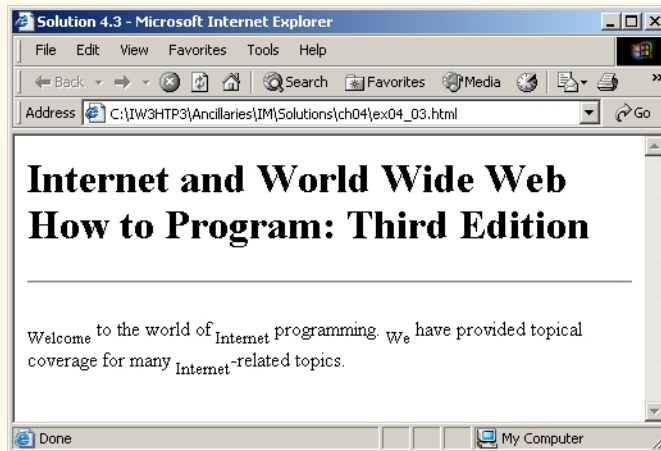 Solution 4.3 - Microsoft Internet Explorer
File Edit View Favorites Tools Help
Back Search Favorites Media »
Address C:\IW3HTP3\Ancillaries\IM\Solutions\ch04\ex04_03.html Go
Internet and World Wide Web
How to Program: Third Edition
Welcome to the world of Internet programming. We have provided topical
coverage for many Internet-related topics.
Done My Computer